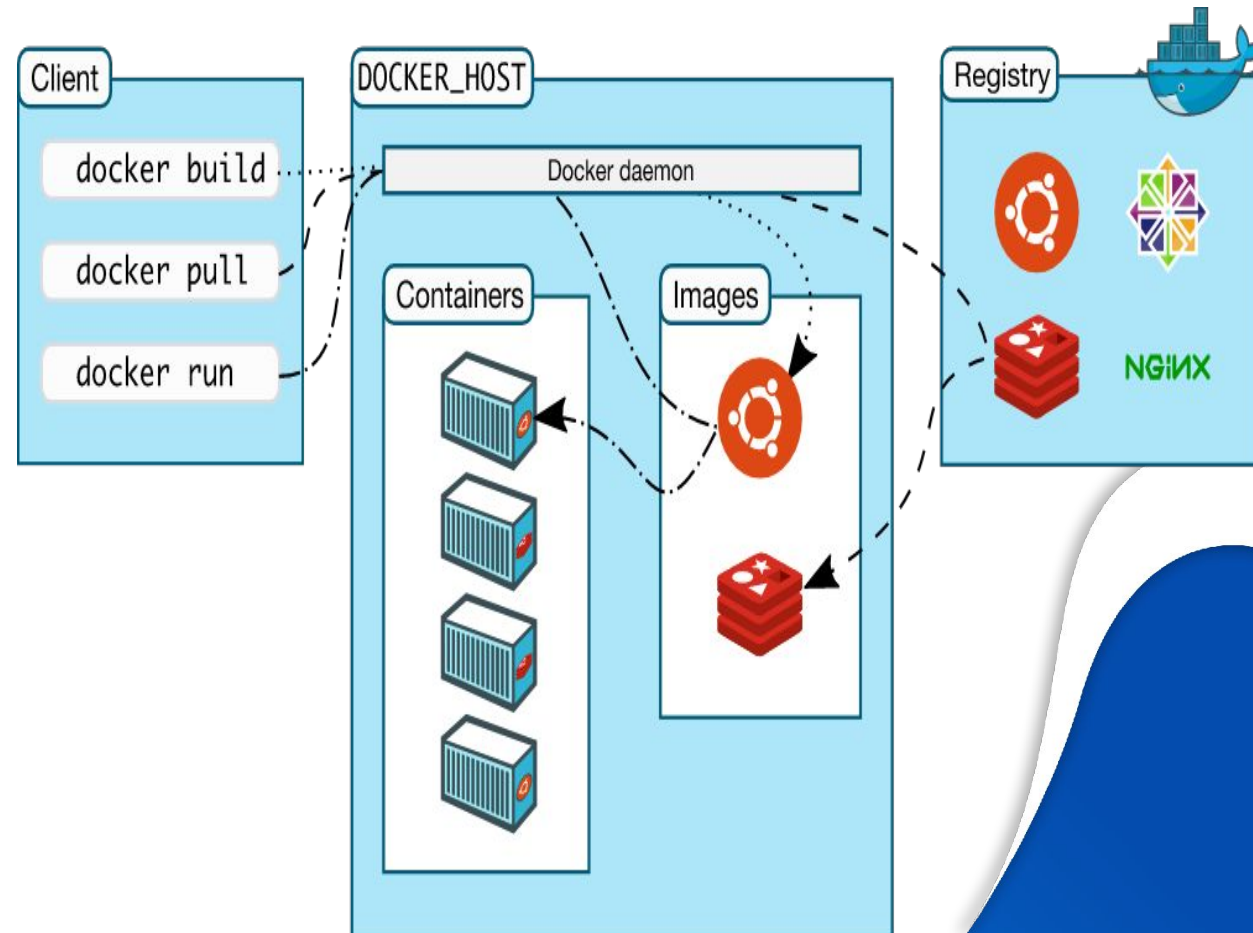 Client
docker build
docker pull
docker run
DOCKER_HOST
Docker daemon
Containers
Images
Registry
NGiNX